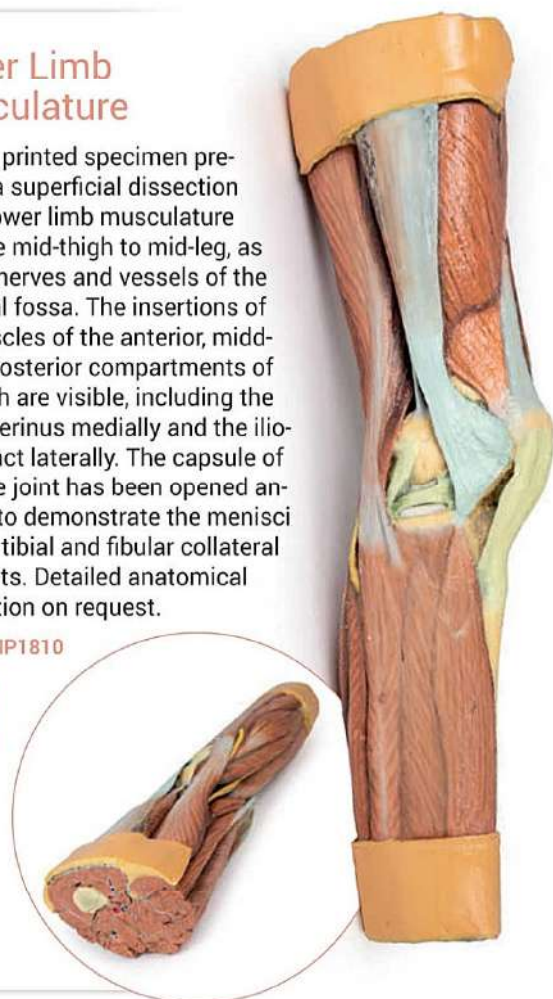 er Limb
culature
printed specimen pre-
a superficial dissection
ower limb musculature
e mid-thigh to mid-leg, as
nerves and vessels of the
al fossa. The insertions of
scles of the anterior, midd-
osterior compartments of
h are visible, including the
erinus medially and the ilio-
act laterally. The capsule of
e joint has been opened an-
to demonstrate the menisci
tibial and fibular collateral
ts. Detailed anatomical
tion on request.
IP1810